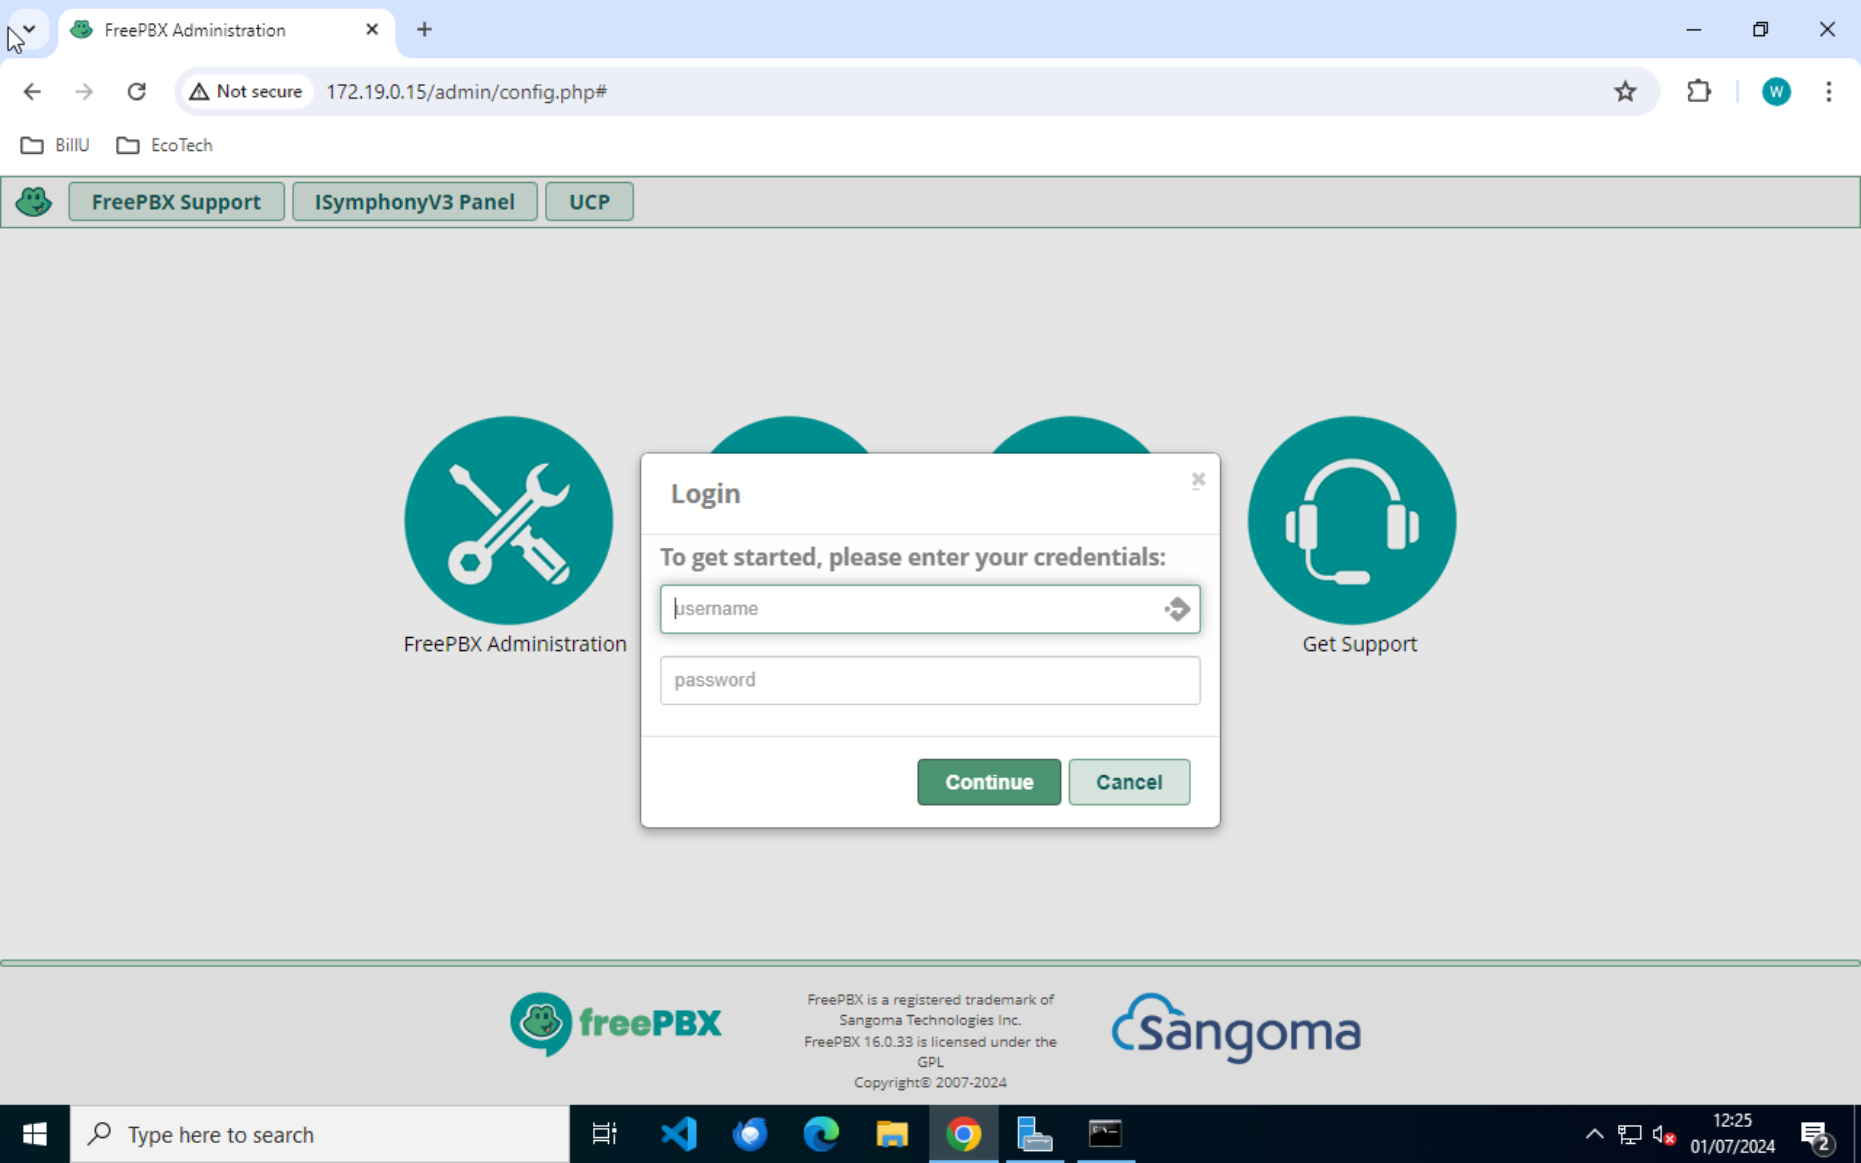 FreePBX Administration
Not secure
172.19.0.15/admin/config.php#
W
BillU
EcoTech
FreePBX Support
ISymphonyV3 Panel
UCP
Login
To get started, please enter your credentials:
username
password
Continue
Cancel
FreePBX Administration
Get Support
freePBX
FreePBX is a registered trademark of
Sangoma Technologies Inc.
FreePBX 16.0.33 is licensed under the
GPL
Copyright© 2007-2024
Sangoma
Type here to search
12:25
01/07/2024
2